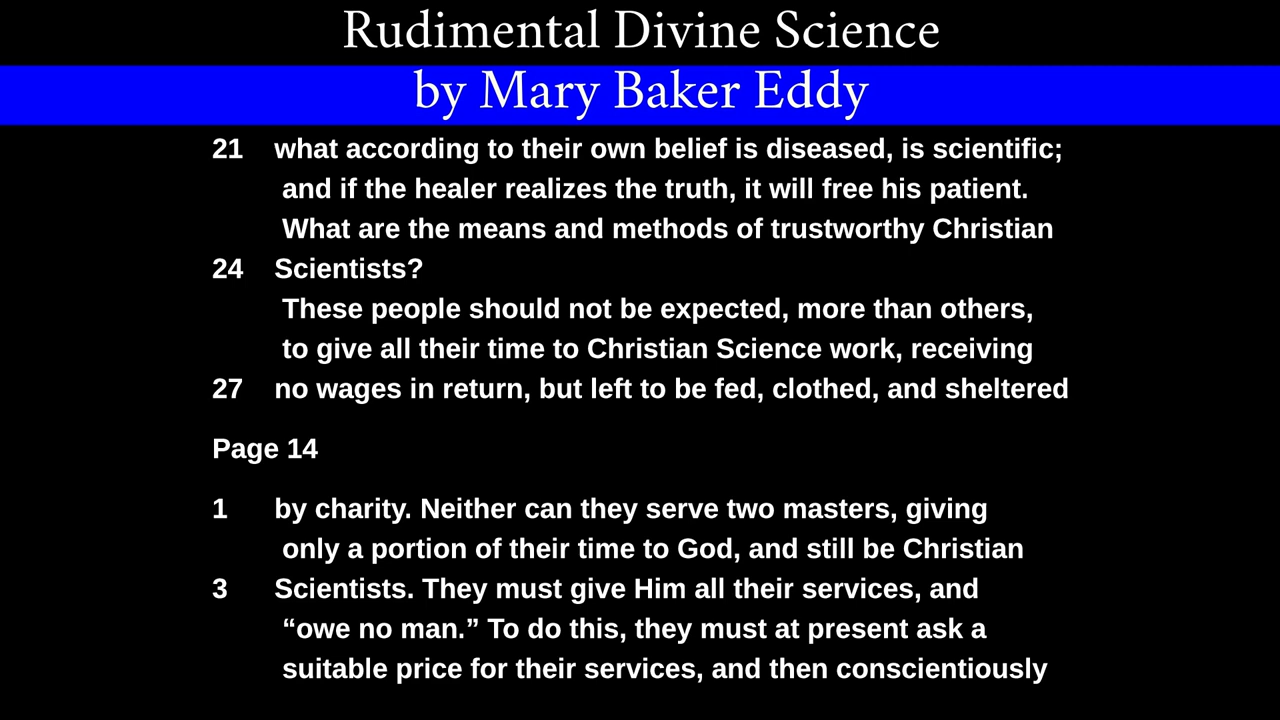 Rudimental Divine Science
by Mary Baker Eddy
21 what according to their own belief is diseased, is scientific;
and if the healer realizes the truth, it will free his patient.
What are the means and methods of trustworthy Christian
24 Scientists?
These people should not be expected, more than others,
to give all their time to Christian Science work, receiving
27 no wages in return, but left to be fed, clothed, and sheltered
Page 14
1 by charity. Neither can they serve two masters, giving
only a portion of their time to God, and still be Christian
3 Scientists. They must give Him all their services, and
“owe no man.” To do this, they must at present ask a
suitable price for their services, and then conscientiously